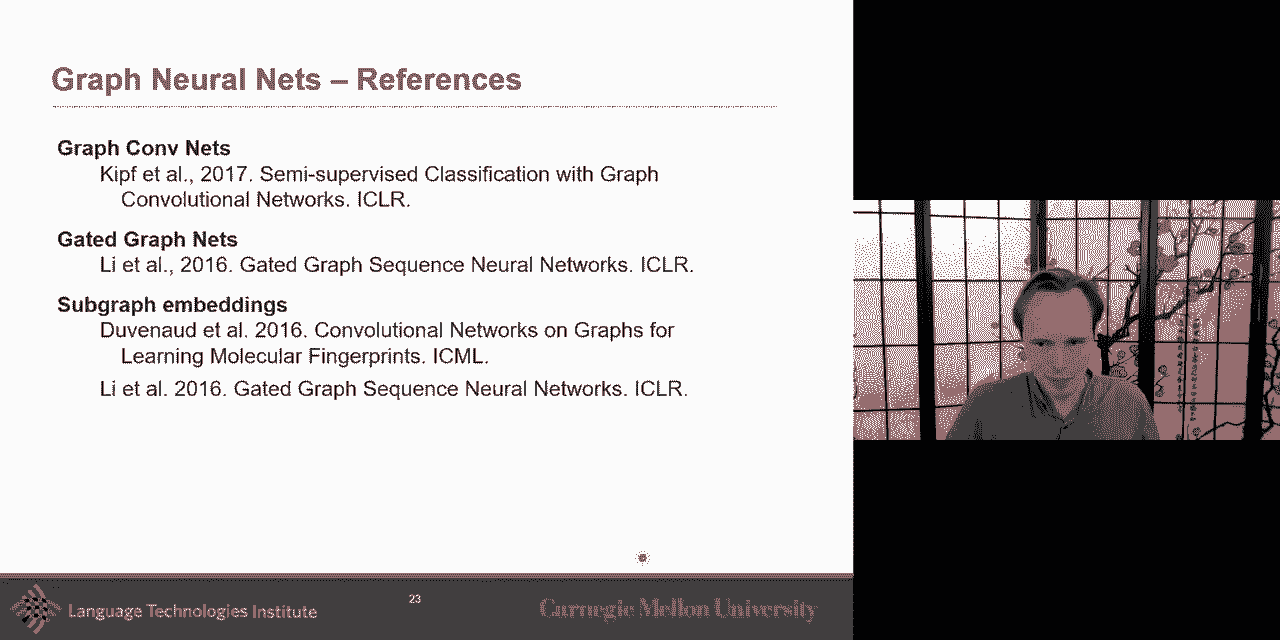 Graph Neural Nets – References
Graph Conv Nets
Kipf et al., 2017. Semi-supervised Classification with Graph
Convolutional Networks. ICLR.
Gated Graph Nets
Li et al., 2016. Gated Graph Sequence Neural Networks. ICLR.
Subgraph embeddings
Duvenaud et al. 2016. Convolutional Networks on Graphs for
Learning Molecular Fingerprints. ICML.
Li et al. 2016. Gated Graph Sequence Neural Networks. ICLR.
Language Technologies Institute
23
Carnegie Mellon University